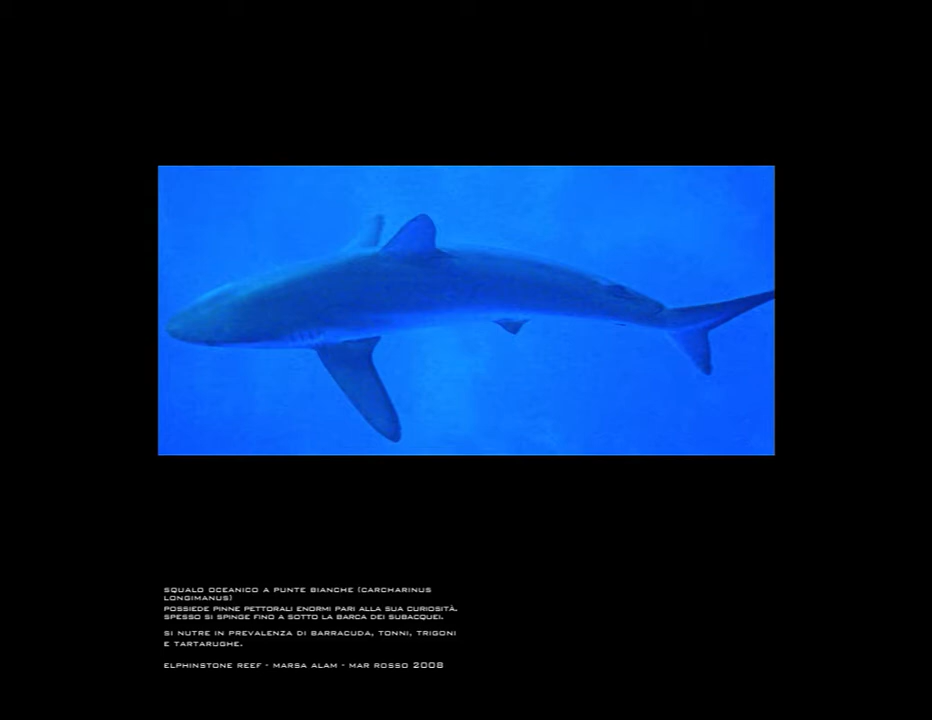 SQUALO OCEANICO A PUNTE BIANCHE (CARCHARINUS
LONGIMANUS)
POSSIEDE PINNE PETTORALI ENORMI PARI ALLA SUA CURIOSITÀ.
SPESSO SI SPINGE FINO A SOTTO LA BARCA DEI SUBACQUEI.
SI NUTRE IN PREVALENZA DI BARRACUDA, TONNI, TRIGONI
E TARTARUGHE.
ELPHINSTONE REEF - MARSA ALAM - MAR ROSSO 2008